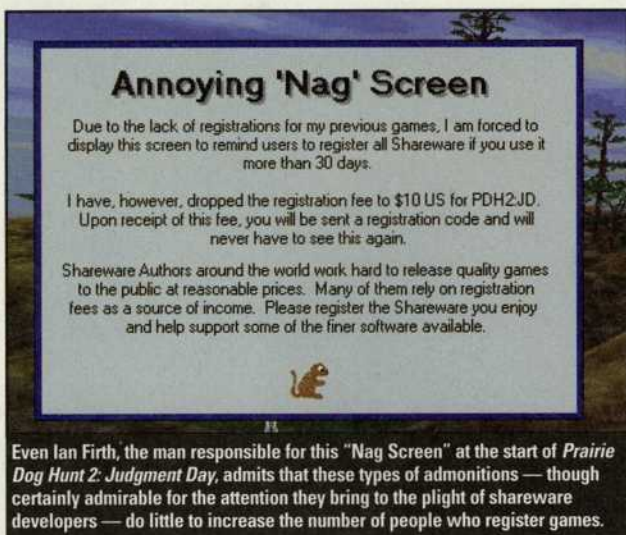 Annoying 'Nag' Screen
Due to the lack of registrations for my previous games, I am forced to
display this screen to remind users to register all Shareware if you use it
more than 30 days.
I have, however, dropped the registration fee to $10 US for PDH2:JD.
Upon receipt of this fee, you will be sent a registration code and will
never have to see this again.
Shareware Authors around the world work hard to release quality games
to the public at reasonable prices. Many of them rely on registration
fees as a source of income. Please register the Shareware you enjoy
and help support some of the finer software available.
Even Ian Firth, the man responsible for this "Nag Screen" at the start of Prairie
Dog Hunt 2: Judgment Day, admits that these types of admonitions — though
certainly admirable for the attention they bring to the plight of shareware
developers — do little to increase the number of people who register games.